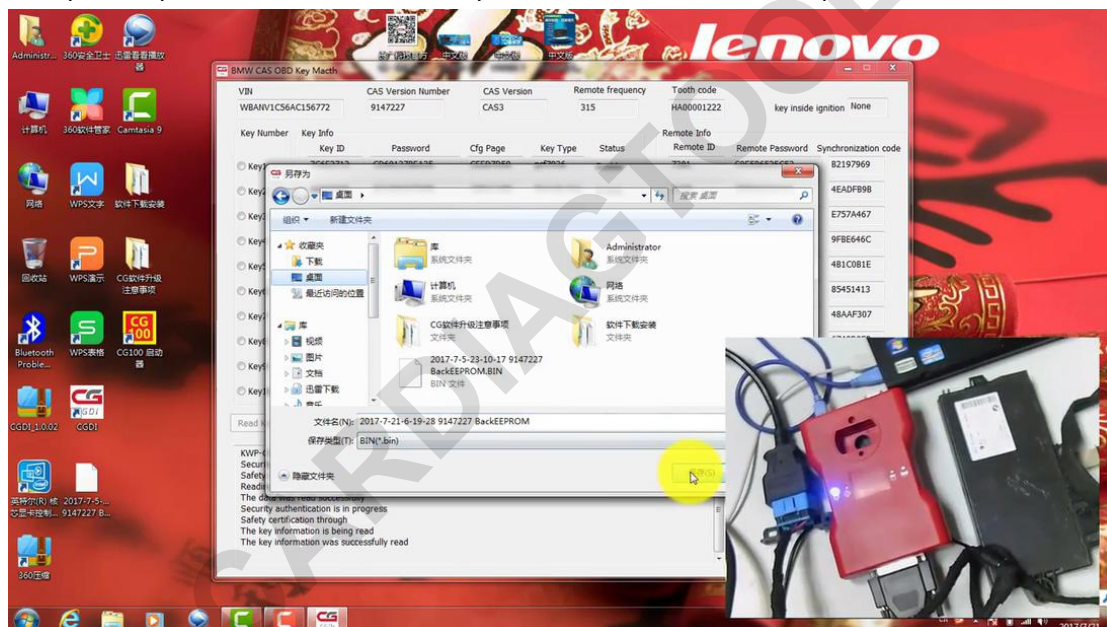 lenovo
Administr...
360安全卫士
迅雷看看播放
器
计算机
360软件管家
Camtasia 9
网络
WPS文字
软件下载安装
回收站
WPS演示
CG软件升级
注意事项
Bluetooth
Proble...
WPS表格
CG100 启动
器
CGDI_1.0.02
CGDI
2017-7-5-...
9147227 B...
360压缩
中文版
BMW CAS OBD Key Macth
VIN CAS Version Number CAS Version Remote frequency Tooth code
WBANV1C56AC156772 9147227 CAS3 315 HA00001222 key inside ignition None
Key Number Key Info Remote Info
Key ID Password Cfg Page Key Type Status Remote ID Remote Password Synchronization code
B2197969
4EADFB9B
E757A467
9FBE646C
4B1C0B1E
85451413
48AAF307
另存为
桌面
搜索 桌面
组织 新建文件夹
收藏夹
下载
桌面
最近访问的位置
库
视频
图片
文档
迅雷下载
音乐
库
系统文件夹
Administrator
系统文件夹
计算机
系统文件夹
网络
系统文件夹
CG软件升级注意事项
文件夹
软件下载安装
文件夹
2017-7-5-23-10-17 9147227
BackEEPROM.BIN
BIN 文件
文件名(N): 2017-7-21-6-19-28 9147227 BackEEPROM
保存类型(T): BIN(*.bin)
隐藏文件夹
保存(S)
The data was read successfully
Security authentication is in progress
Safety certification through
The key information is being read
The key information was successfully read
2017/7/21
CARDIAGTOOL